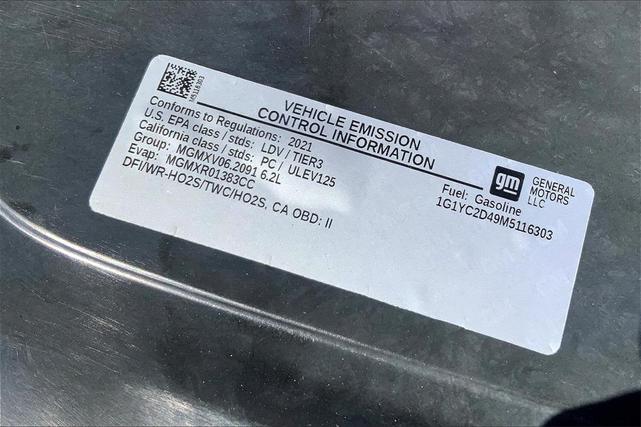 M5116303
VEHICLE EMISSION
CONTROL INFORMATION
Conforms to Regulations: 2021
U.S. EPA class / stds: LDV / TIER3
California class / stds: PC / ULEV125
Group: MGMXV06.2091 6.2L
Evap: MGMXR01383CC
DFI/WR-HO2S/TWC/HO2S, CA OBD: II
gm
GENERAL
MOTORS
LLC
Fuel: Gasoline
1G1YC2D49M5116303